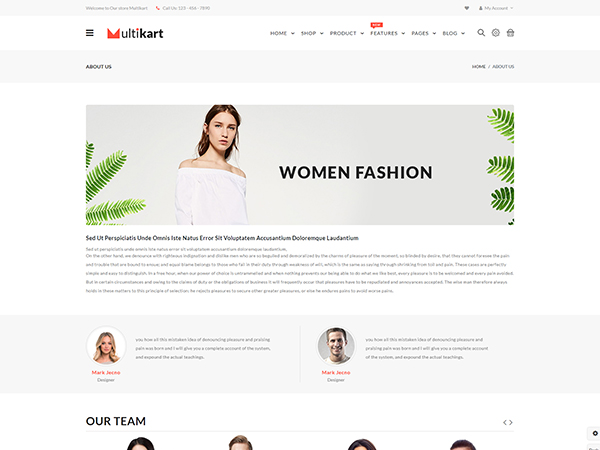 Welcome to Our store Multikart
Call Us: 123 - 456 - 7890
My Account
Multikart
HOME SHOP PRODUCT FEATURES PAGES BLOG
NEW
ABOUT US
HOME / ABOUT US
WOMEN FASHION
Sed Ut Perspiciatis Unde Omnis Iste Natus Error Sit Voluptatem Accusantium Doloremque Laudantium
Sed ut perspiciatis unde omnis iste natus error sit voluptatem accusantium doloremque laudantium.
On the other hand, we denounce with righteous indignation and dislike men who are so beguiled and demoralized by the charms of pleasure of the moment, so blinded by desire, that they cannot foresee the pain
and trouble that are bound to ensue; and equal blame belongs to those who fail in their duty through weakness of will, which is the same as saying through shrinking from toil and pain. These cases are perfectly
simple and easy to distinguish. In a free hour, when our power of choice is untrammelled and when nothing prevents our being able to do what we like best, every pleasure is to be welcomed and every pain avoided.
But in certain circumstances and owing to the claims of duty or the obligations of business it will frequently occur that pleasures have to be repudiated and annoyances accepted. The wise man therefore always
holds in these matters to this principle of selection: he rejects pleasures to secure other greater pleasures, or else he endures pains to avoid worse pains.
you how all this mistaken idea of denouncing pleasure and praising
pain was born and I will give you a complete account of the system,
and expound the actual teachings.
Mark Jecno
Designer
you how all this mistaken idea of denouncing pleasure and
praising pain was born and I will give you a complete account
of the system, and expound the actual teachings.
Mark Jecno
Designer
OUR TEAM